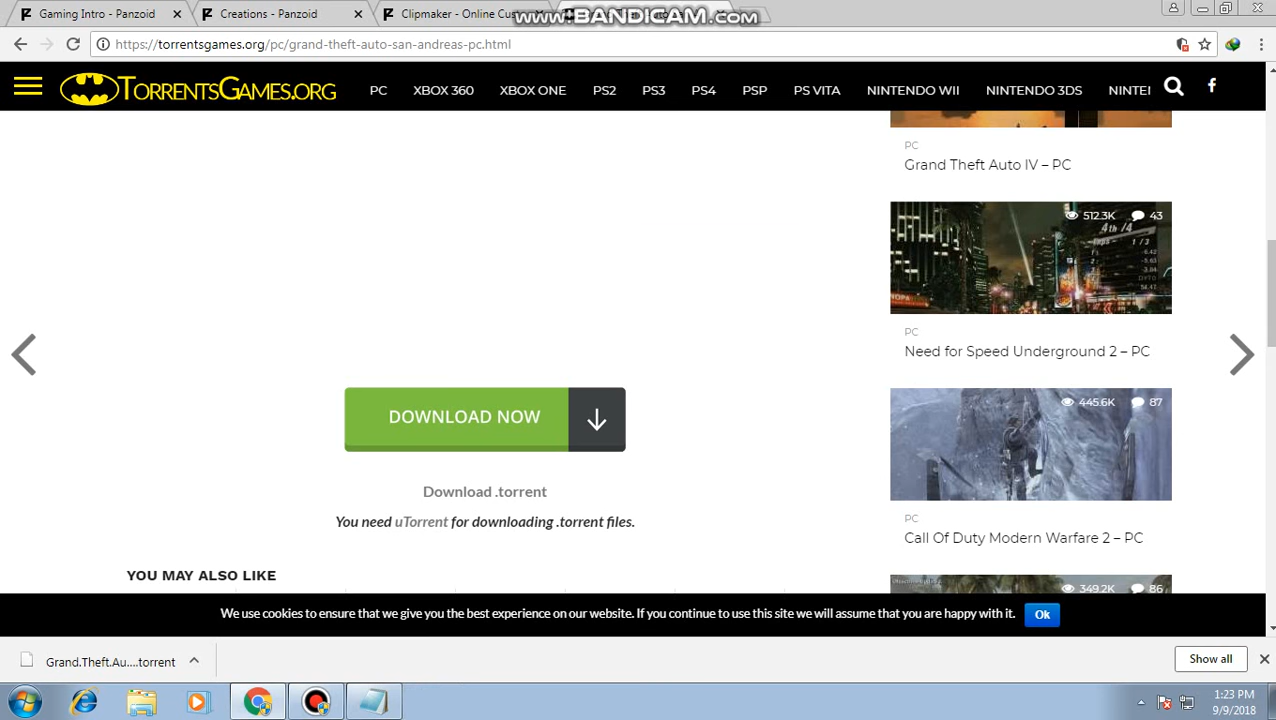 Gaming Intro - Panzoid
Creations - Panzoid
Clipmaker - Online Cus
www.BANDICAM.com
https://torrentsgames.org/pc/grand-theft-auto-san-andreas-pc.html
TORRENTSGAMES.ORG
PC XBOX 360 XBOX ONE PS2 PS3 PS4 PSP PS VITA NINTENDO WII NINTENDO 3DS NINTEI
PC
Grand Theft Auto IV – PC
512.3K 43
4th /4
PC
Need for Speed Underground 2 – PC
445.6K 87
PC
Call Of Duty Modern Warfare 2 – PC
349.2K 86
DOWNLOAD NOW
Download .torrent
You need uTorrent for downloading .torrent files.
YOU MAY ALSO LIKE
We use cookies to ensure that we give you the best experience on our website. If you continue to use this site we will assume that you are happy with it. Ok
Grand.Theft.Au....torrent
Show all
1:23 PM
9/9/2018